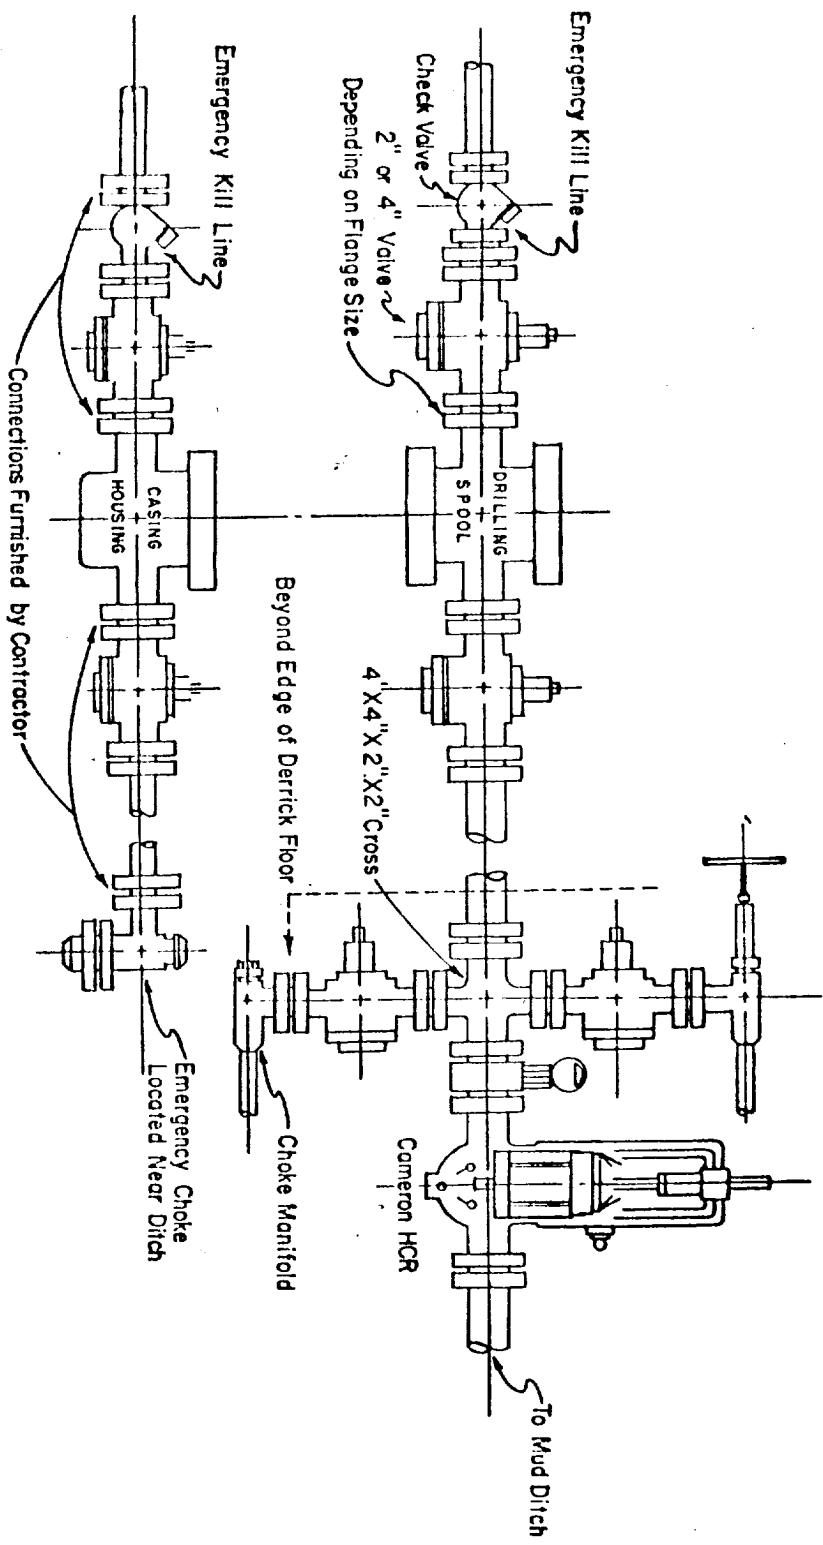 Emergency Kill Line
Check Valve
2" or 4" Valve
Depending on Flange Size
DRILLING
SPOOL
4"X4"X2"X2" Cross
Beyond Edge of Derrick Floor
Cameron HCR
Choke Manifold
To Mud Ditch
Emergency Kill Line
CASING
HOUSING
Connections Furnished by Contractor
Emergency Choke
Located Near Ditch